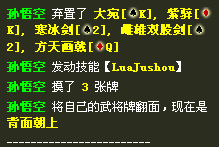 孙悟空 弃置了 大宛[♠K], 紫骍[♦K], 寒冰剑[♠2], 雌雄双股剑[♠2], 方天画戟[♦Q]
孙悟空 发动技能【LuaJushou】
孙悟空 摸了 3 张牌
孙悟空 将自己的武将牌翻面,现在是
背面朝上
------------------------